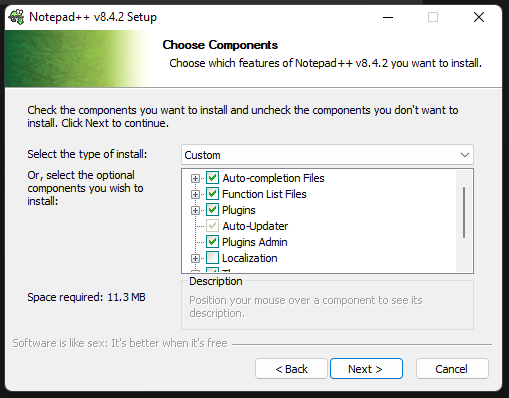 Notepad++ v8.4.2 Setup
Choose Components
Choose which features of Notepad++ v8.4.2 you want to install.
Check the components you want to install and uncheck the components you don't want to
install. Click Next to continue.
Select the type of install:
Custom
Or, select the optional
components you wish to
install:
Auto-completion Files
Function List Files
Plugins
Auto-Updater
Plugins Admin
Localization
Space required: 11.3 MB
Description
Position your mouse over a component to see its
description.
Software is like sex: It's better when it's free
< Back
Next >
Cancel